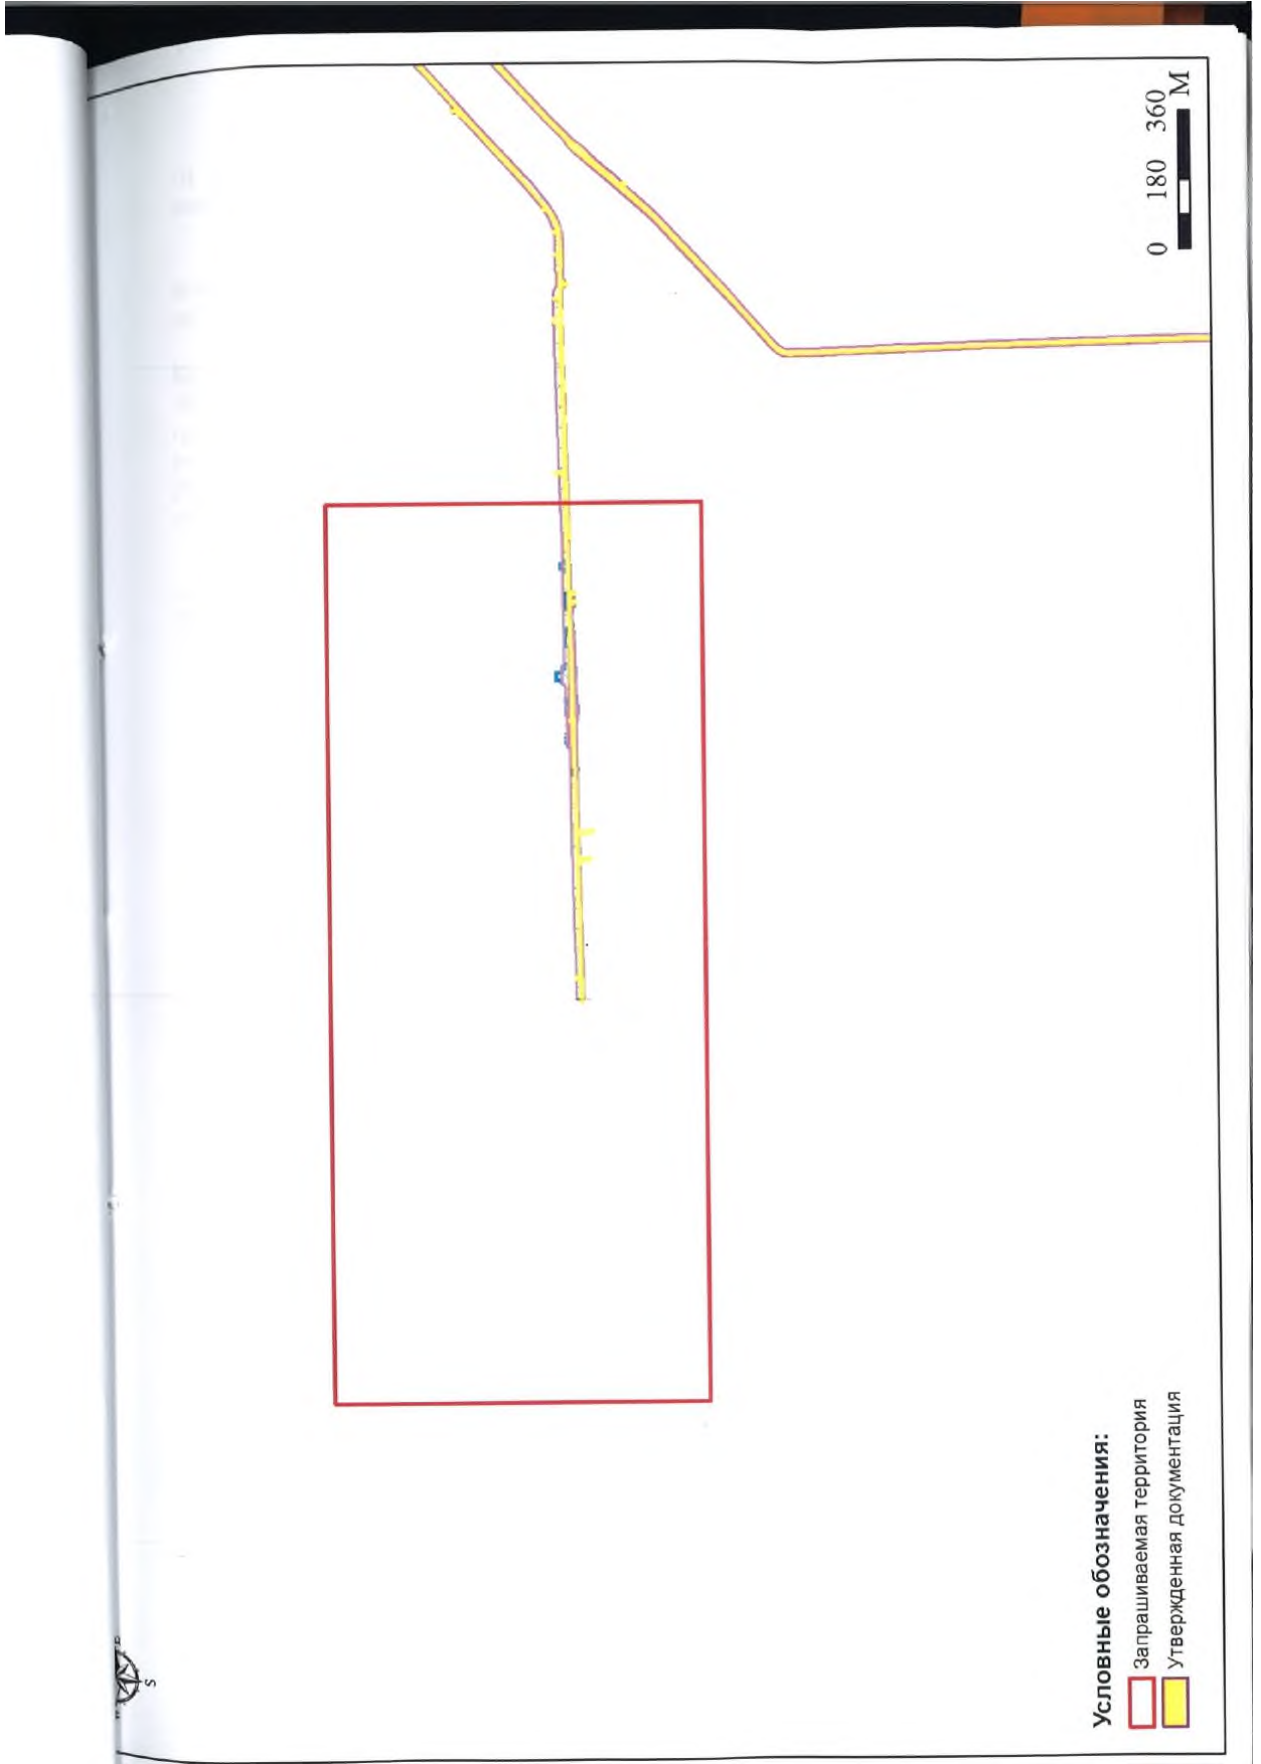 S
Условные обозначения:
Запрашиваемая территория
Утвержденная документация
0 180 360
М